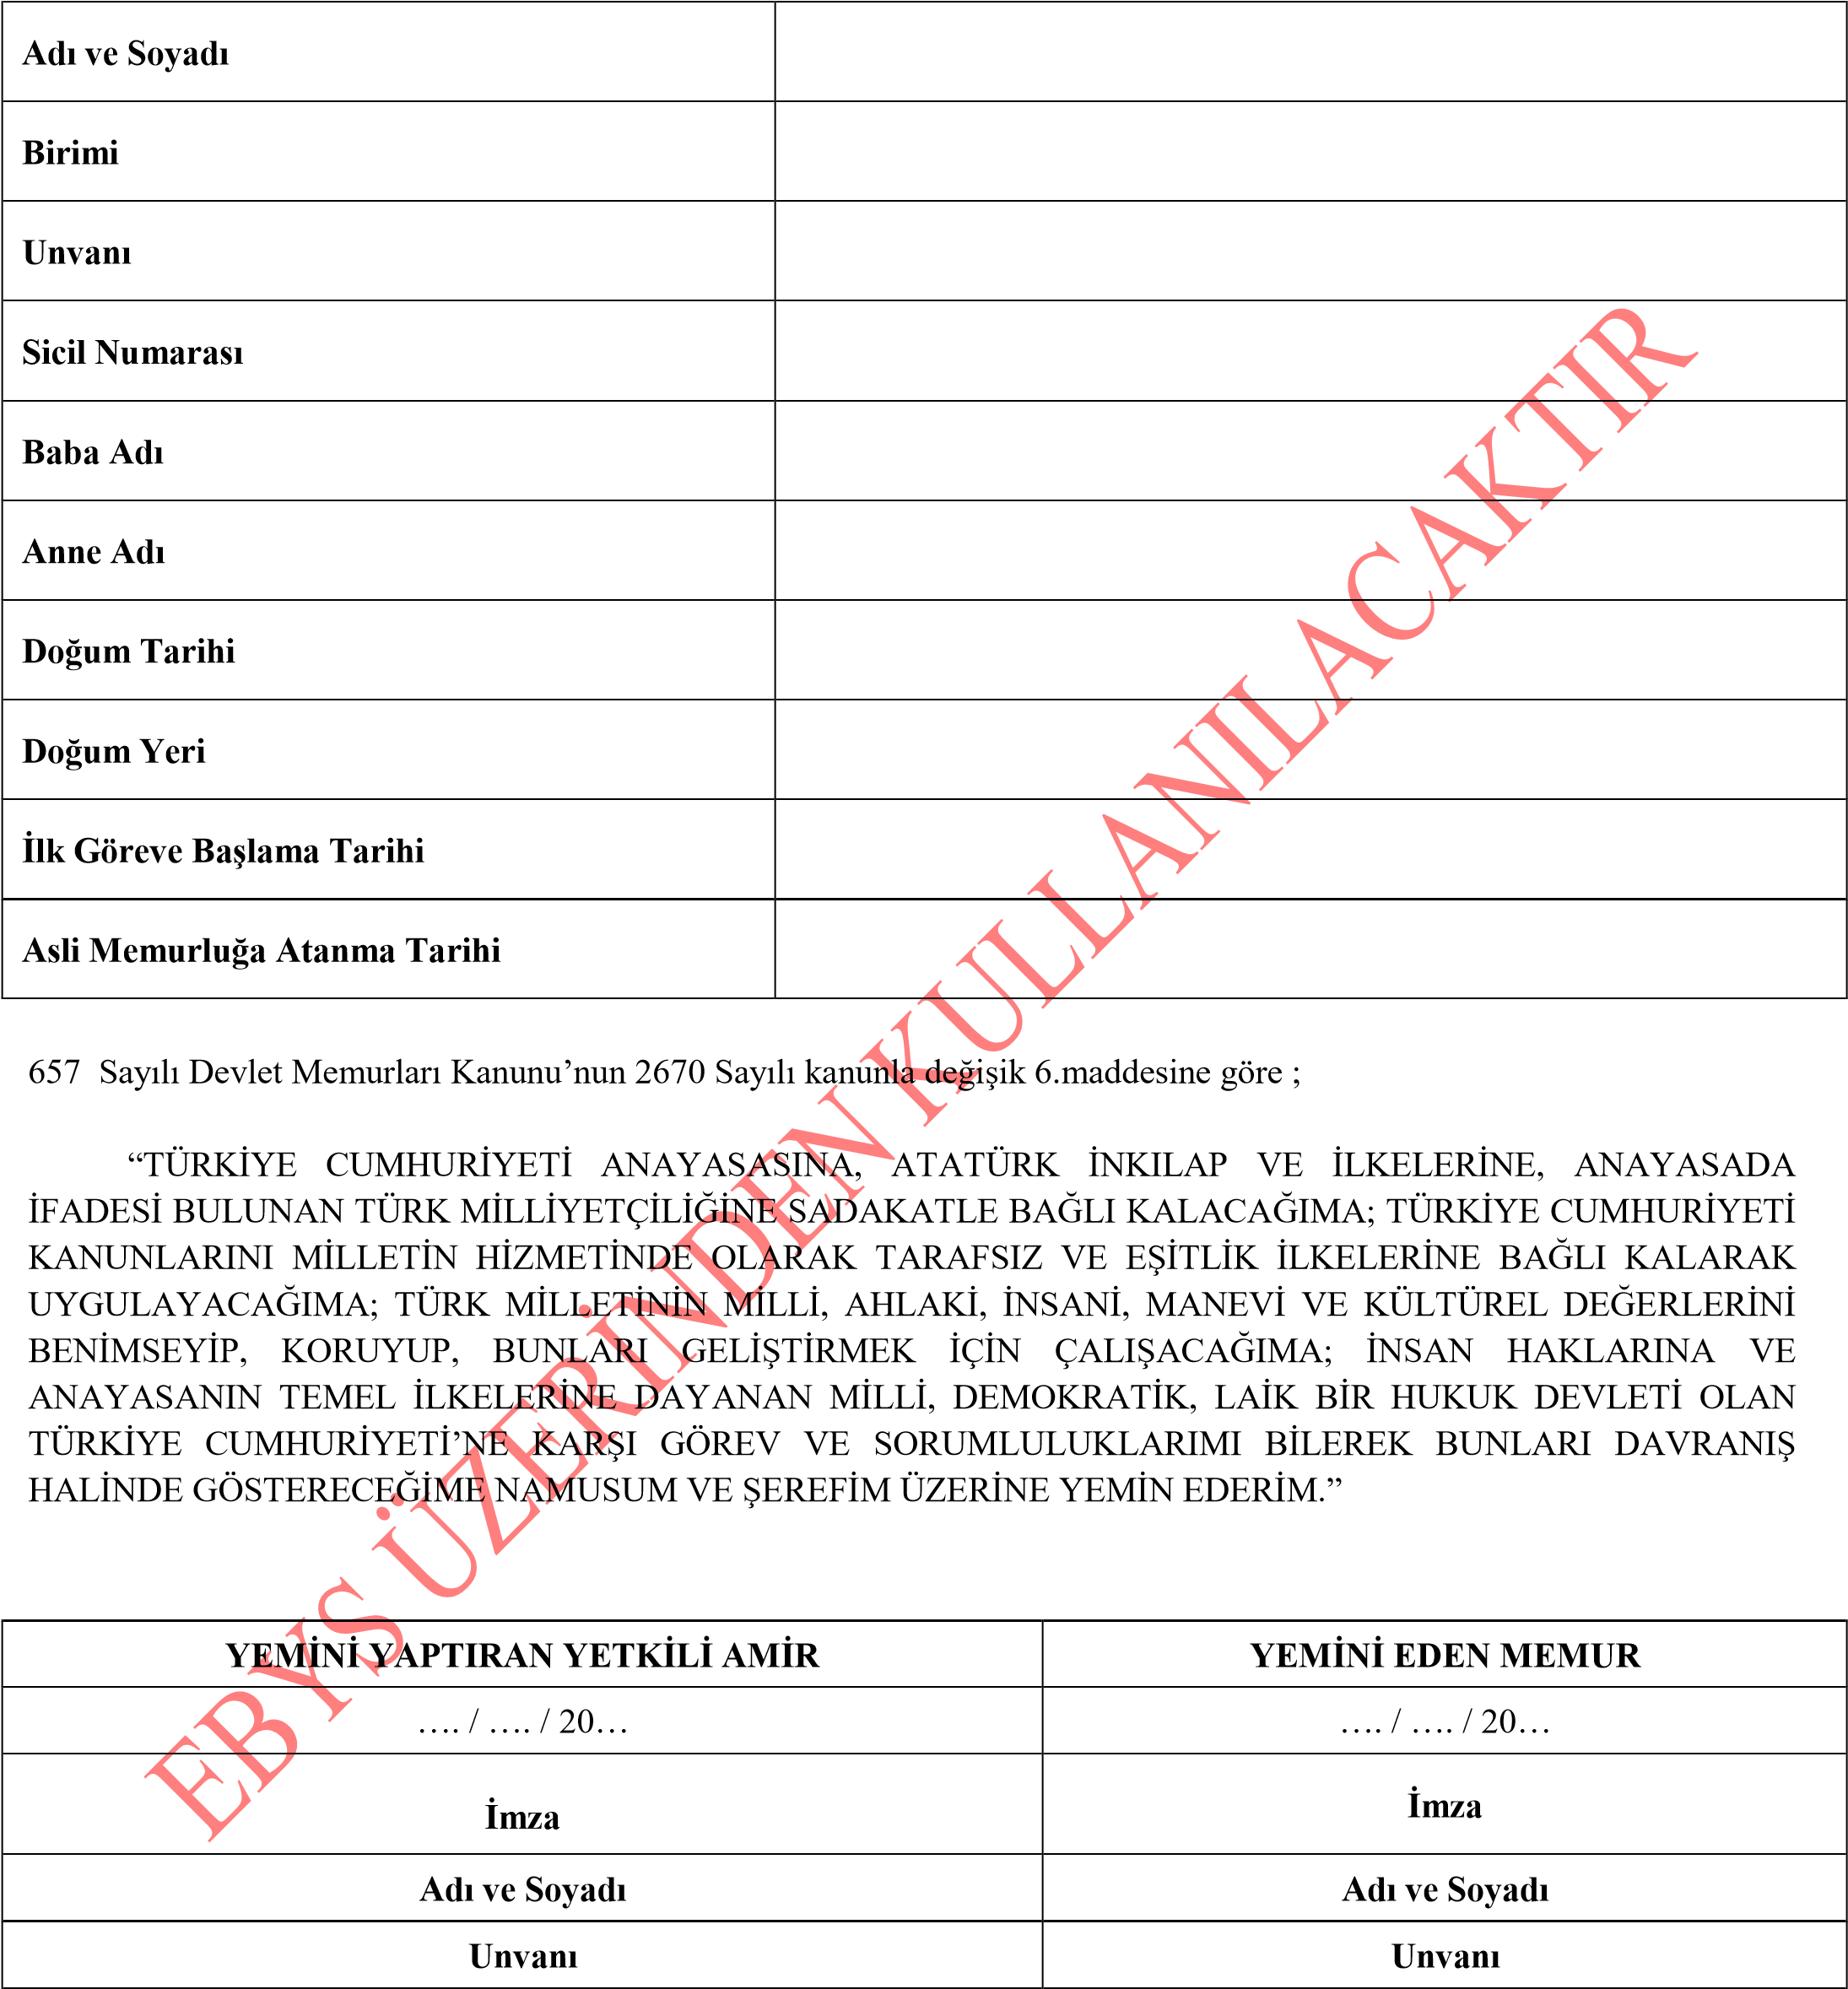 Adı ve Soyadı
Birimi
Unvanı
Sicil Numarası
Baba Adı
Anne Adı
Doğum Tarihi
Doğum Yeri
İlk Göreve Başlama Tarihi
Asli Memurluğa Atanma Tarihi
657 Sayılı Devlet Memurları Kanunu’nun 2670 Sayılı kanunla değişik 6.maddesine göre ;
“TÜRKİYE CUMHURİYETİ ANAYASASINA, ATATÜRK İNKILAP VE İLKELERİNE, ANAYASADA
İFADESİ BULUNAN TÜRK MİLLİYETÇİLİĞİNE SADAKATLE BAĞLI KALACAĞIMA; TÜRKİYE CUMHURİYETİ
KANUNLARINI MİLLETİN HİZMETİNDE OLARAK TARAFSIZ VE EŞİTLİK İLKELERİNE BAĞLI KALARAK
UYGULAYACAĞIMA; TÜRK MİLLETİNİN MİLLİ, AHLAKİ, İNSANİ, MANEVİ VE KÜLTÜREL DEĞERLERİNİ
BENİMSEYİP, KORUYUP, BUNLARI GELİŞTİRMEK İÇİN ÇALIŞACAĞIMA; İNSAN HAKLARINA VE
ANAYASANIN TEMEL İLKELERİNE DAYANAN MİLLİ, DEMOKRATİK, LAİK BİR HUKUK DEVLETİ OLAN
TÜRKİYE CUMHURİYETİ’NE KARŞI GÖREV VE SORUMLULUKLARIMI BİLEREK BUNLARI DAVRANIŞ
HALİNDE GÖSTERECEĞİME NAMUSUM VE ŞEREFİM ÜZERİNE YEMİN EDERİM.”
EBYS ÜZERİNDEN KULLANILACAKTIR
YEMİNİ YAPTIRAN YETKİLİ AMİR YEMİNİ EDEN MEMUR
…. / …. / 20… …. / …. / 20…
İmza İmza
Adı ve Soyadı Adı ve Soyadı
Unvanı Unvanı